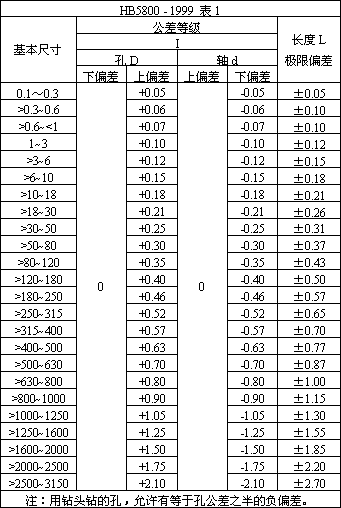 HB5800 - 1999 表1
基本尺寸 公差等级 长度 L 极限偏差
I
孔 D 轴 d
下偏差 上偏差 上偏差 下偏差
0.1～0.3 +0.05 -0.05 ±0.05
>0.3~0.6 +0.06 -0.06 ±0.10
>0.6~<1 +0.07 -0.07 ±0.10
1~3 +0.10 -0.10 ±0.12
>3~6 +0.12 -0.12 ±0.15
>6~10 +0.15 -0.15 ±0.18
>10~18 +0.18 -0.18 ±0.21
>18~30 +0.21 -0.21 ±0.26
>30~50 +0.25 -0.25 ±0.31
>50~80 +0.30 -0.30 ±0.37
>80~120 +0.35 -0.35 ±0.43
>120~180 0 +0.40 0 -0.40 ±0.50
>180~250 +0.46 -0.46 ±0.57
>250~315 +0.52 -0.52 ±0.65
>315~400 +0.57 -0.57 ±0.70
>400~500 +0.63 -0.63 ±0.77
>500~630 +0.70 -0.70 ±0.87
>630~800 +0.80 -0.80 ±1.00
>800~1000 +0.90 -0.90 ±1.15
>1000~1250 +1.05 -1.05 ±1.30
>1250~1600 +1.25 -1.25 ±1.55
>1600~2000 +1.50 -1.50 ±1.85
>2000~2500 +1.75 -1.75 ±2.20
>2500~3150 +2.10 -2.10 ±2.70
注：用钻头钻的孔，允许有等于孔公差之半的负偏差。